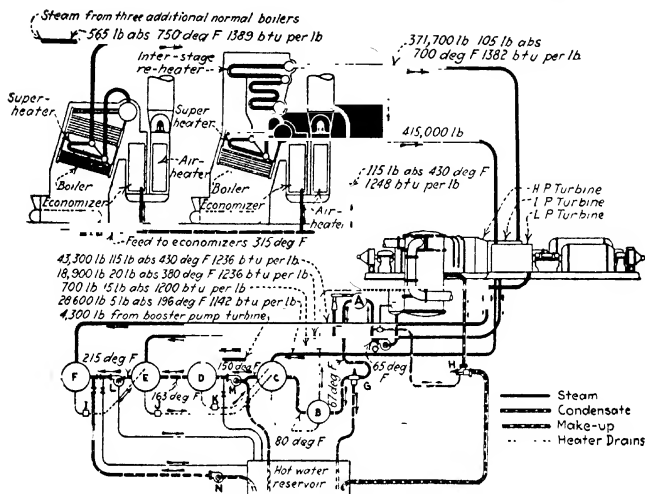 Steam from three additional normal boilers
565 lb abs 750 deg F 1389 btu per lb
Inter-stage
re-heater
371,700 lb 105 lb abs
700 deg F 1382 btu per lb.
Super-
heater
Super
heater
415,000 lb
Air-
heater
115 lb abs 430 deg F
1248 btu per lb
Boiler
Economizer
Boiler
Economizer
Air-
heater
H P Turbine
I P Turbine
L P Turbine
Feed to economizers 315 deg F
43,300 lb 115 lb abs 430 deg F 1236 btu per lb
18,900 lb 20 lb abs 380 deg F 1236 btu per lb
700 lb 15 lb abs 1200 btu per lb
28600 lb 5 lb abs 196 deg F 1142 btu per lb
4,300 lb from booster pump turbine
A
215 deg F
150 deg F
65 deg F
H
F
L
E
D
M
C
G
163 deg F
K
67 deg F
B
80 deg F
N
Hot water
reservoir
Steam
Condensate
Make-up
Heater Drains